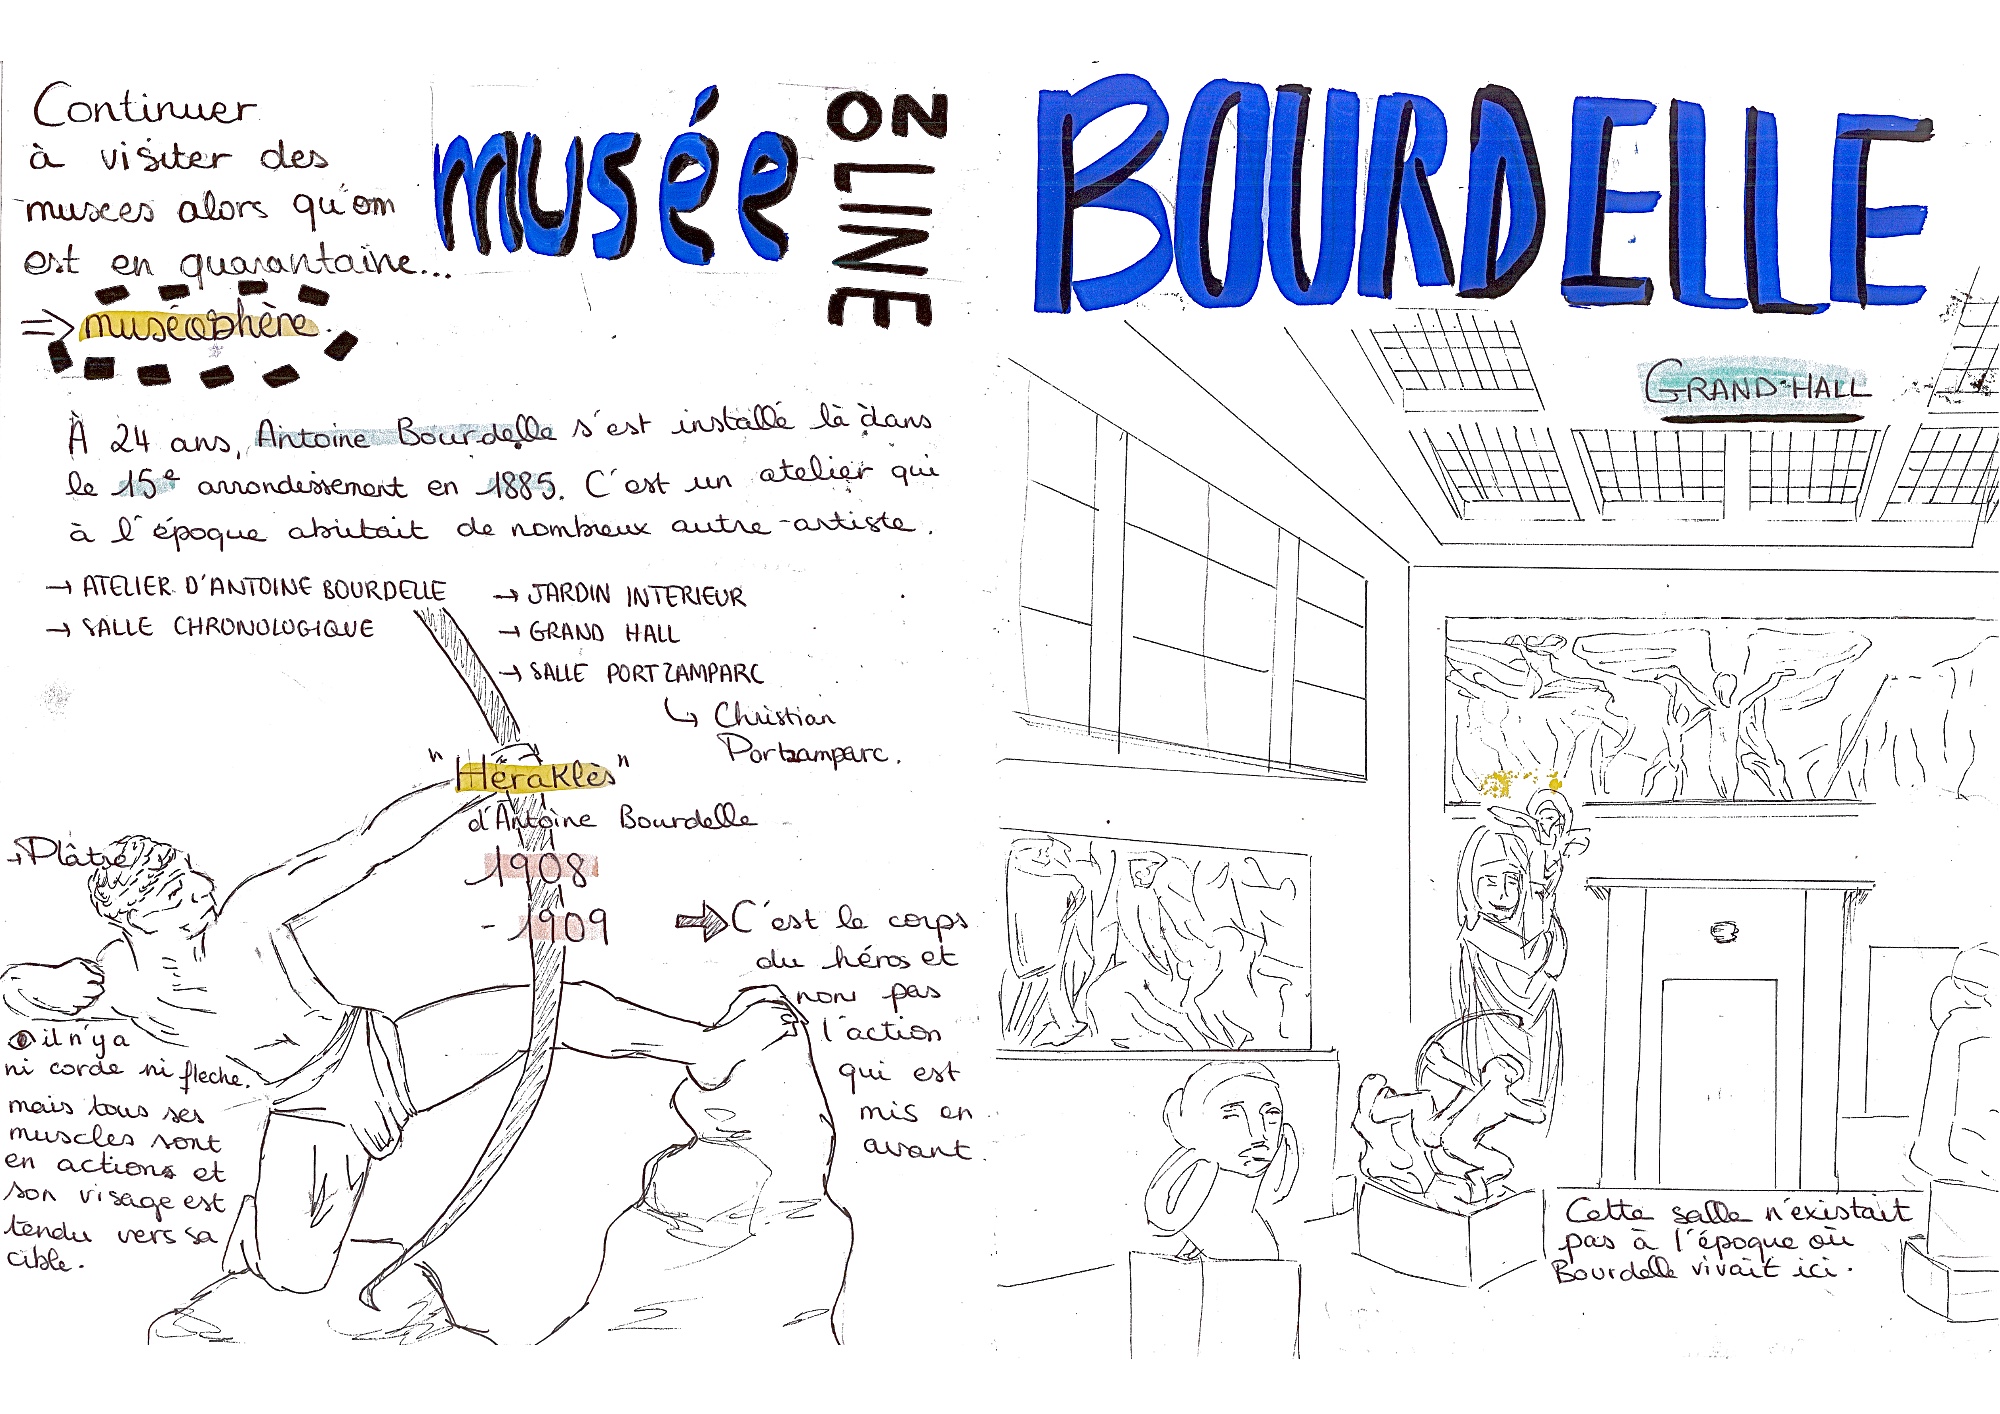 Continuer
à visiter des
musees alors qu'on
est en quarantaine...
⇒ muséosphère.
musée
ON
LINE
BOURDELLE
À 24 ans, Antoine Bourdelle s'est installé là dans
le 15e arrondissement en 1885. C'est un atelier qui
à l'époque abritait de nombreux autre-artiste.
→ ATELIER D'ANTOINE BOURDELLE
→ SALLE CHRONOLOGIQUE
→ JARDIN INTERIEUR
→ GRAND HALL
→ SALLE PORTZAMPARC
↳ Christian
Portzamparc.
"Héraklès"
d'Antoine Bourdelle
1908
- 1909
→ Plâtre
⇒ C'est le corps
du héros et
non pas
l'action
qui est
mis en
avant.
il n'y a
ni corde ni fleche.
mais tous ses
muscles sont
en actions et
son visage est
tendu vers sa
cible.
GRAND-HALL
Cette salle n'existait
pas à l'époque où
Bourdelle vivait ici.